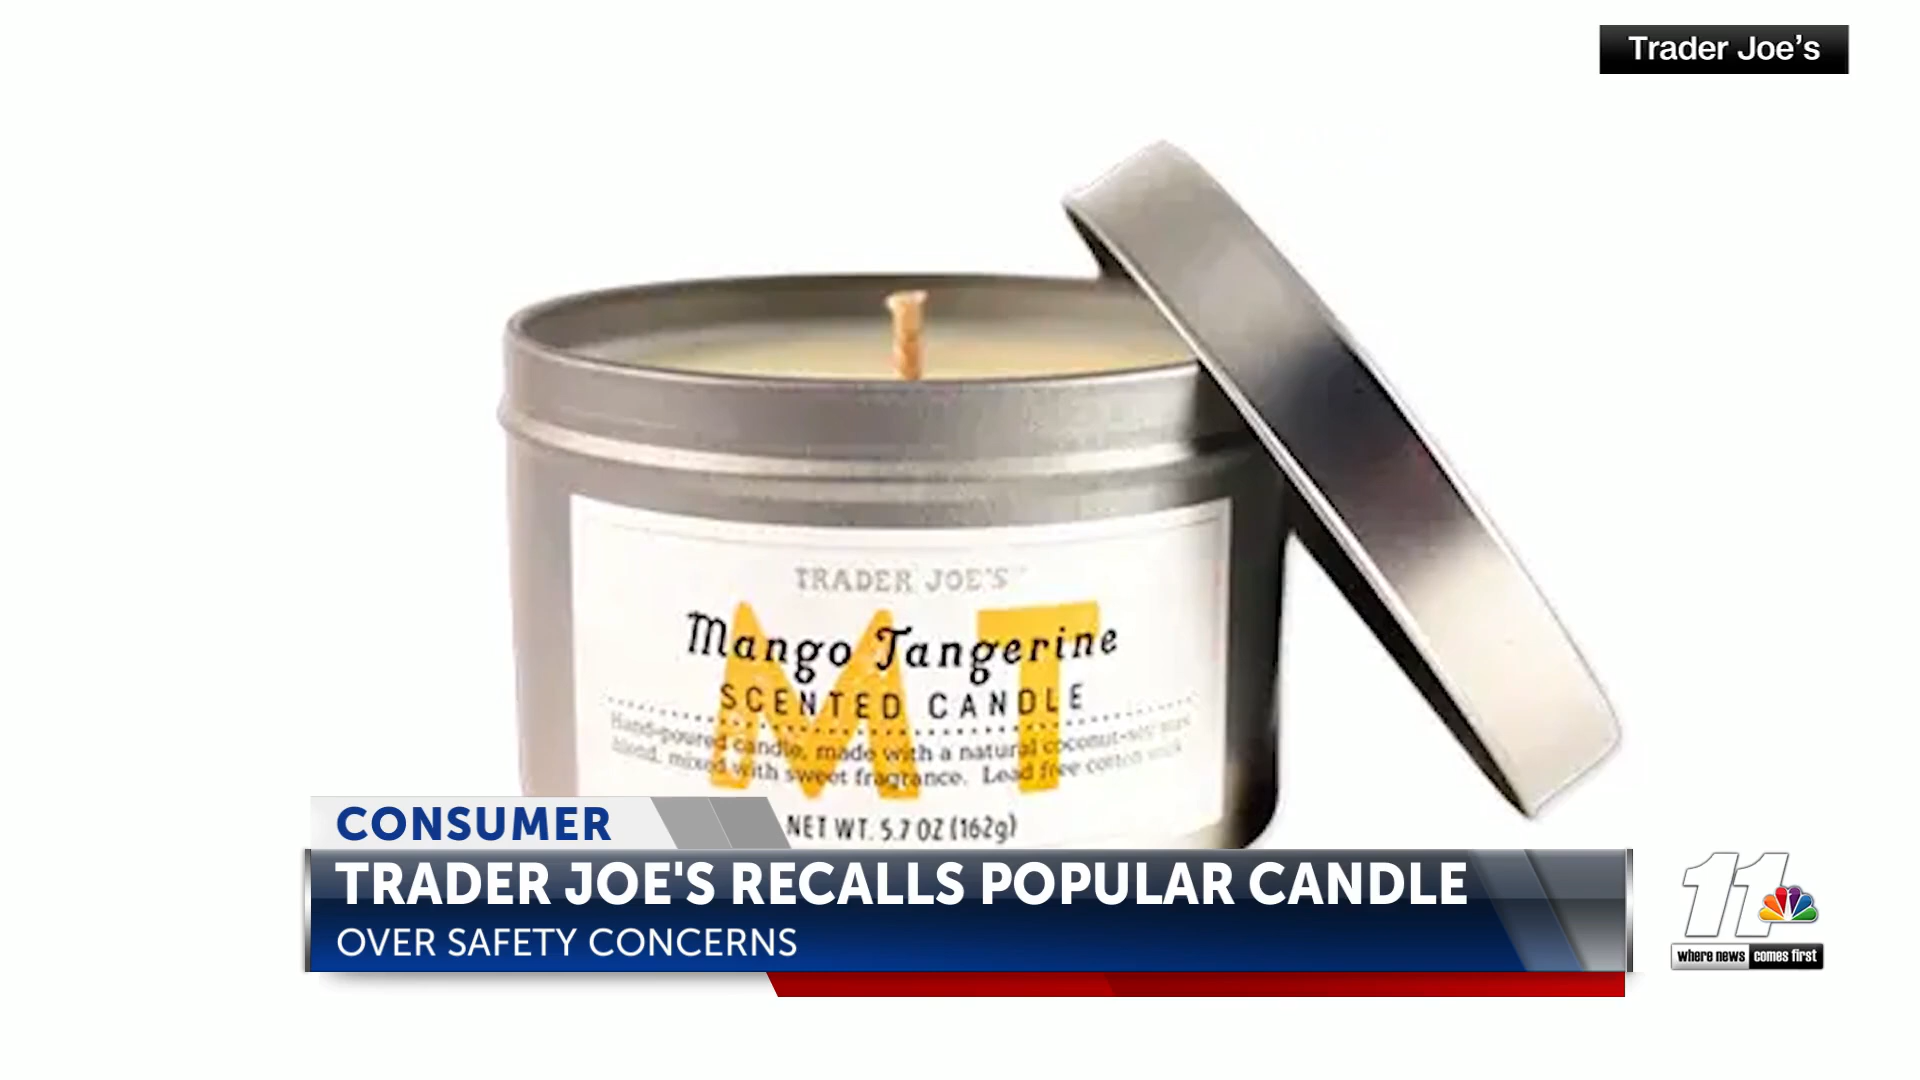 Trader Joe's
TRADER JOE'S
Mango Tangerine
SCENTED CANDLE
Hand-poured candle, made with a natural coconut-soy wax
blend, mixed with sweet fragrance. Lead free cotton wick
MT
NET WT. 5.7 OZ (162g)
CONSUMER
TRADER JOE'S RECALLS POPULAR CANDLE
OVER SAFETY CONCERNS
11
where news comes first